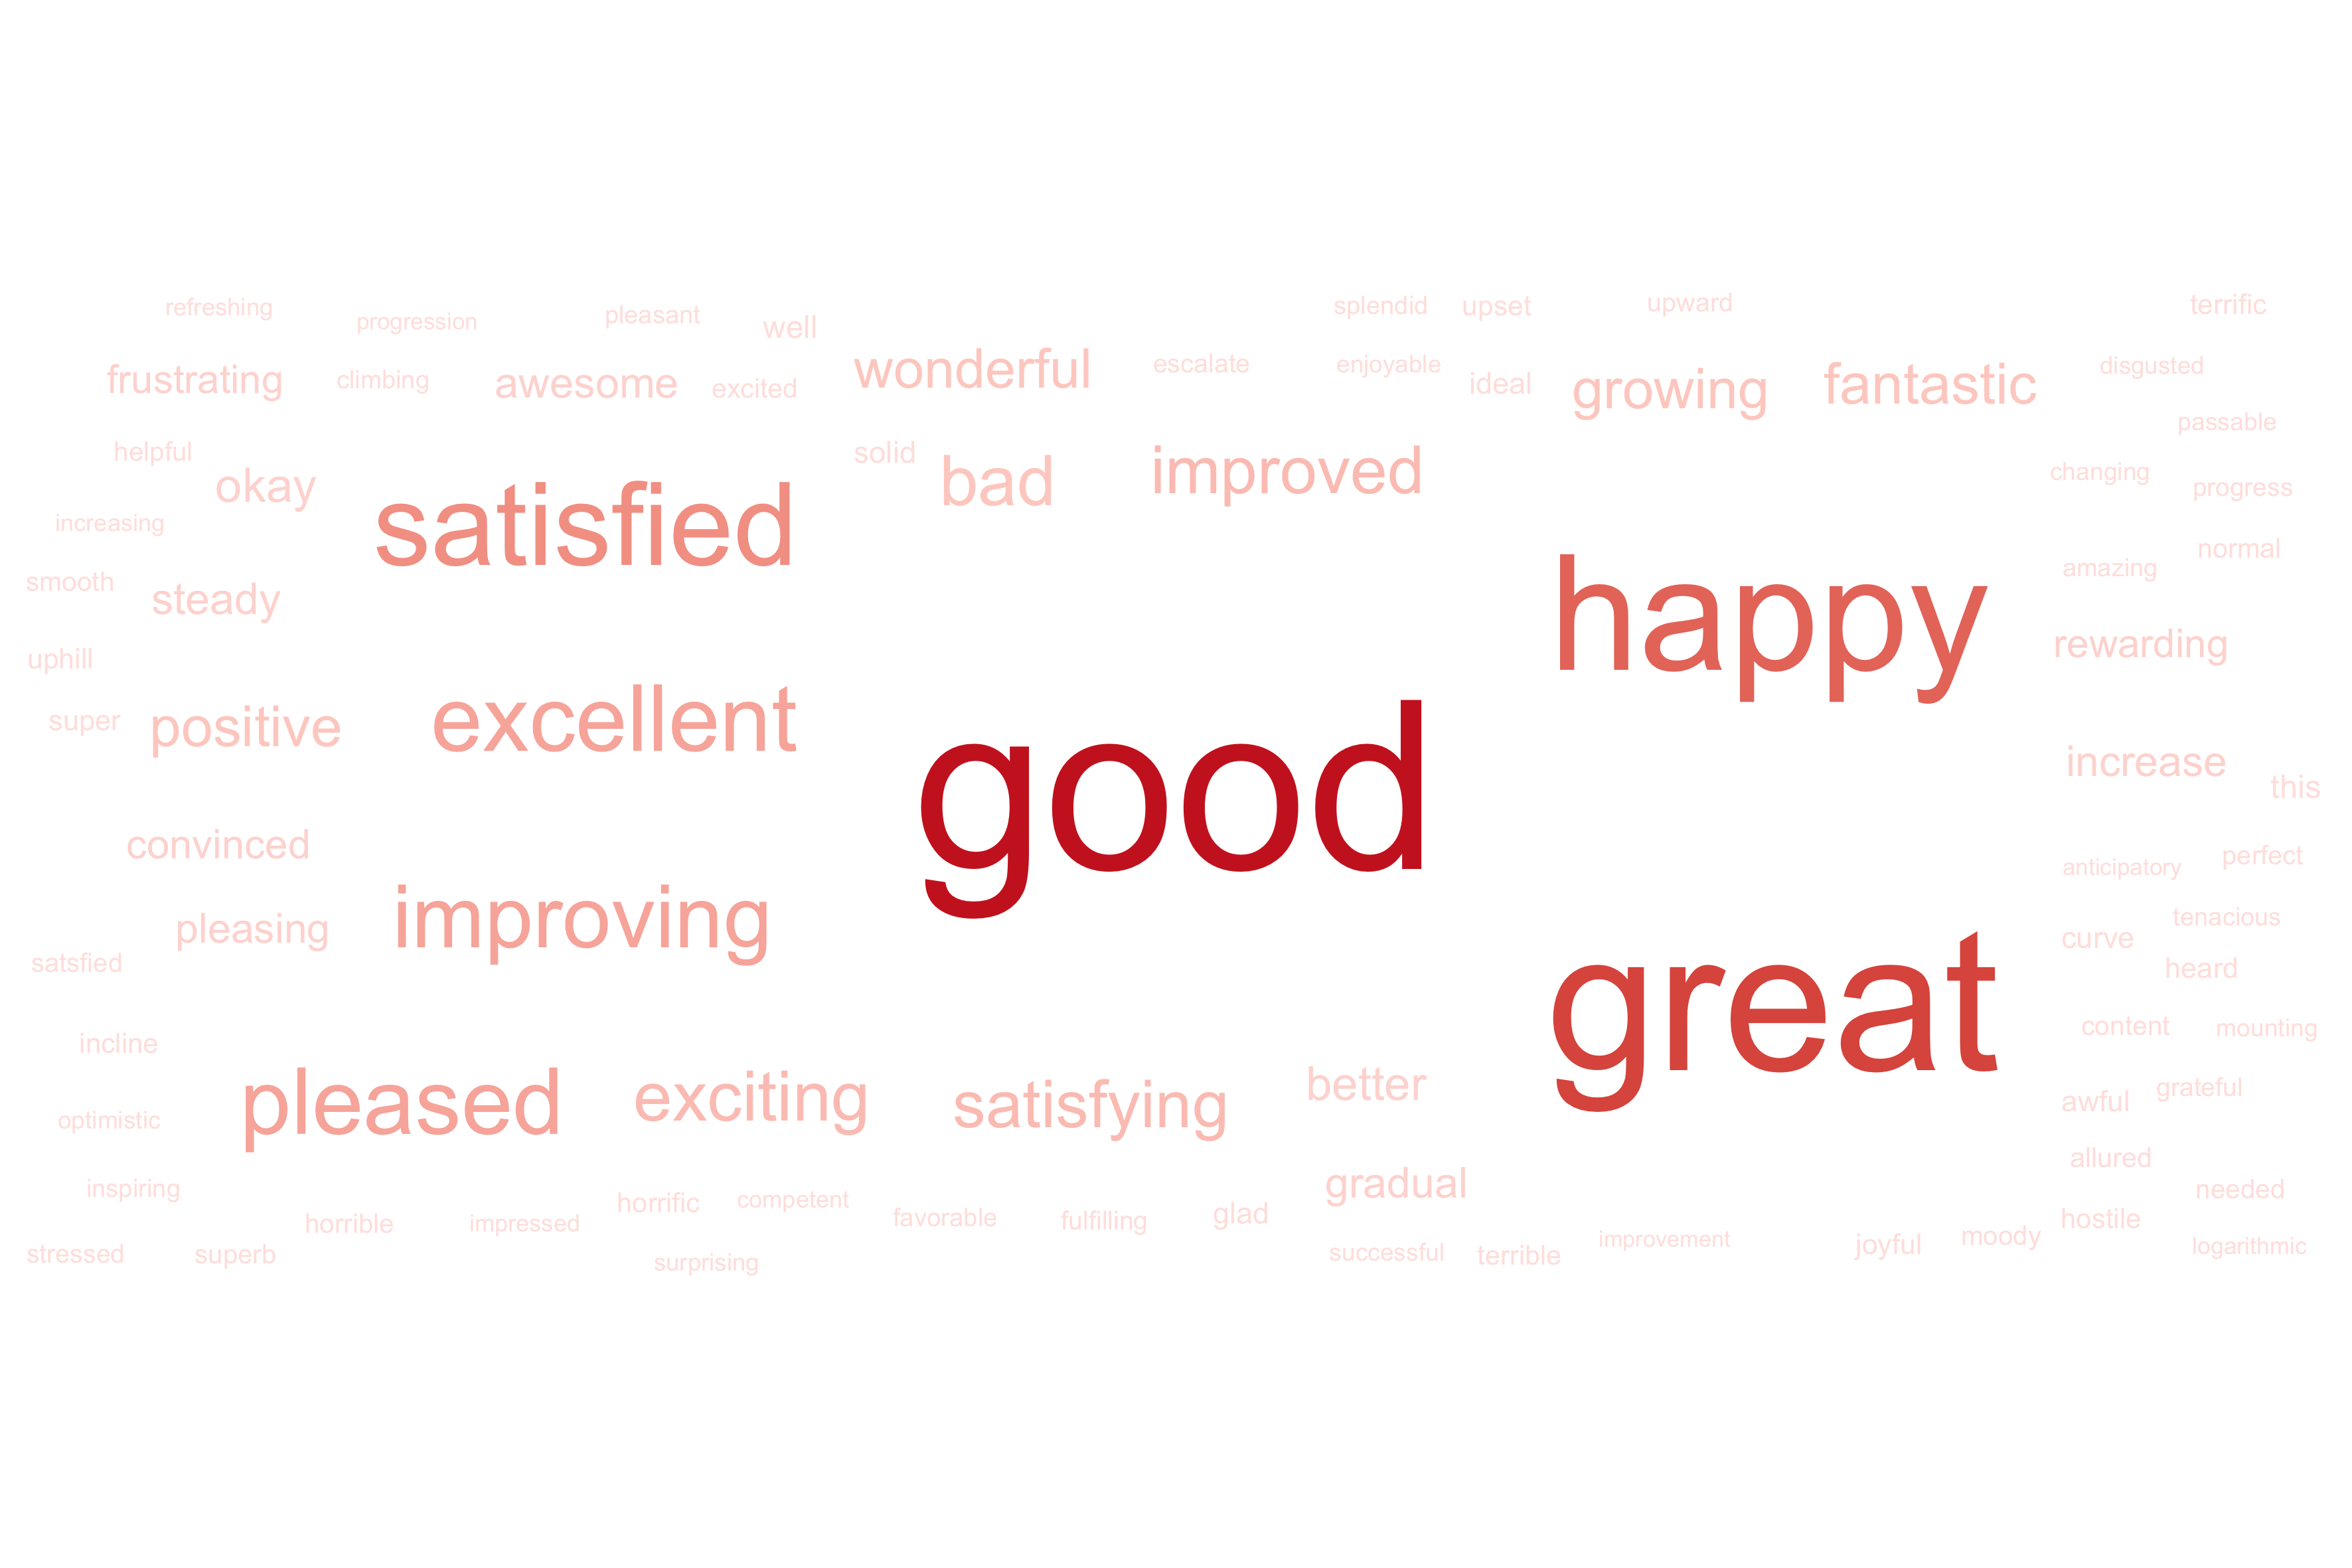 refreshing
progression
pleasant
well
splendid
upset
upward
terrific
frustrating
climbing
awesome
excited
wonderful
escalate
enjoyable
ideal
growing
fantastic
disgusted
passable
helpful
okay
satisfied
solid
bad
improved
changing
progress
increasing
smooth
steady
happy
amazing
normal
uphill
rewarding
super
positive
excellent
good
increase
this
convinced
anticipatory
perfect
pleasing
improving
great
tenacious
curve
heard
satsfied
incline
content
mounting
optimistic
pleased
exciting
satisfying
better
awful
grateful
allured
inspiring
horrific
competent
gradual
needed
stressed
superb
horrible
impressed
surprising
favorable
fulfilling
glad
successful
terrible
improvement
joyful
moody
hostile
logarithmic